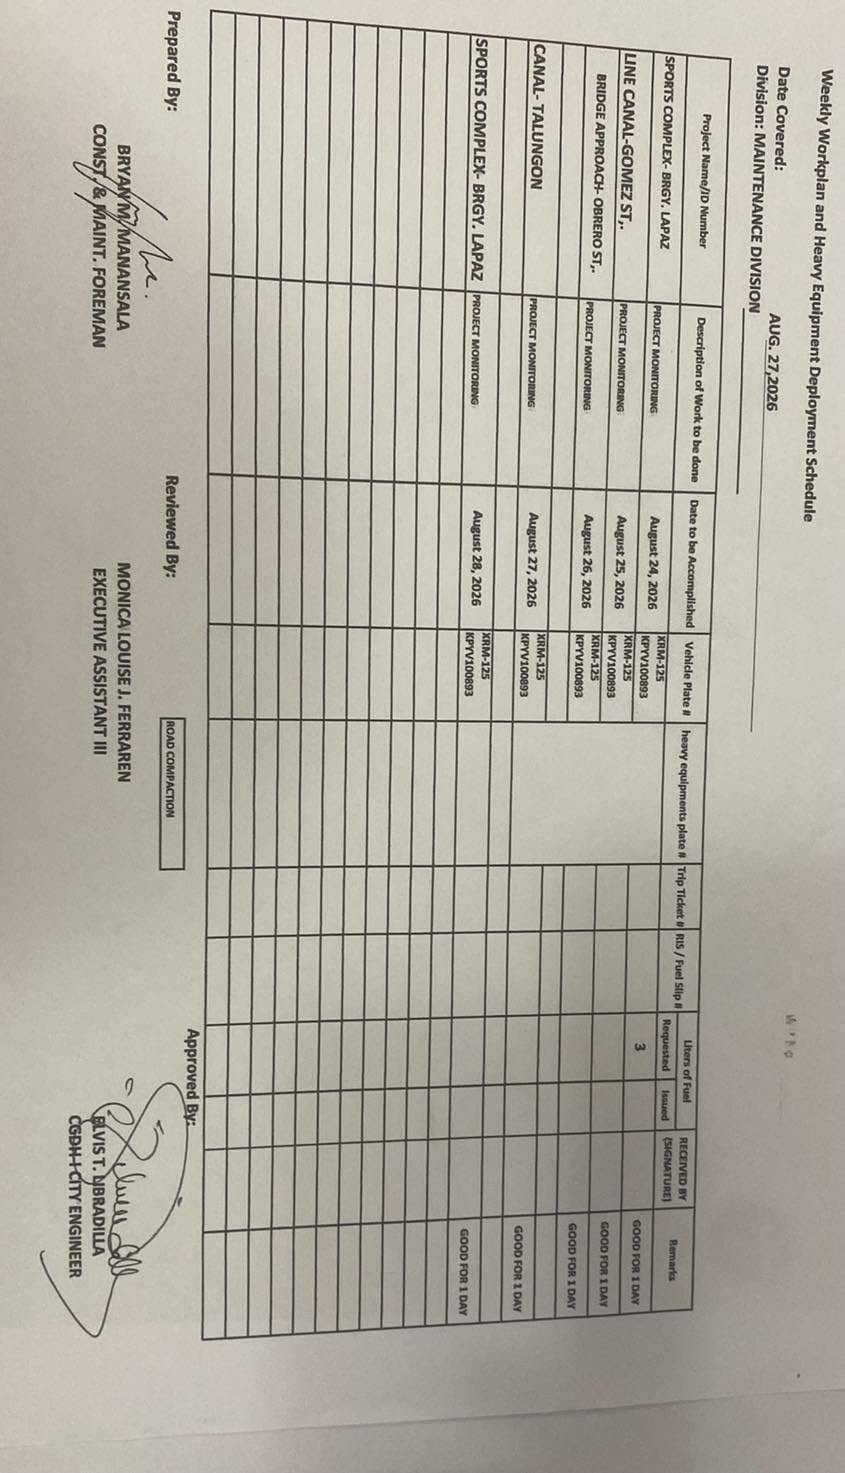 Weekly Workplan and Heavy Equipment Deployment Schedule
Date Covered: AUG. 27,2026
Division: MAINTENANCE DIVISION
Project Name/ID Number Description of Work to be done Date to be Accomplished Vehicle Plate # heavy equipments plate # Trip Ticket # RIS / Fuel Slip # Liters of Fuel Requested Issued RECEIVED BY (SIGNATURE) Remarks
SPORTS COMPLEX- BRGY. LAPAZ PROJECT MONITORING August 24, 2026 XRM-125 KPYV100893 3 GOOD FOR 1 DAY
LINE CANAL-GOMEZ ST,. PROJECT MONITORING August 25, 2026 XRM-125 KPYV100893 GOOD FOR 1 DAY
BRIDGE APPROACH- OBRERO ST,. PROJECT MONITORING August 26, 2026 XRM-125 KPYV100893 GOOD FOR 1 DAY
CANAL- TALUNGON PROJECT MONITORING August 27, 2026 XRM-125 KPYV100893 GOOD FOR 1 DAY
SPORTS COMPLEX- BRGY. LAPAZ PROJECT MONITORING August 28, 2026 XRM-125 KPYV100893 GOOD FOR 1 DAY
Prepared By: Reviewed By: ROAD COMPACTION Approved By:
BRYAN M. MANANSALA MONICA LOUISE J. FERRAREN ELVIS T. LIBRADILLA
CONST. & MAINT. FOREMAN EXECUTIVE ASSISTANT III CGDH-I CITY ENGINEER